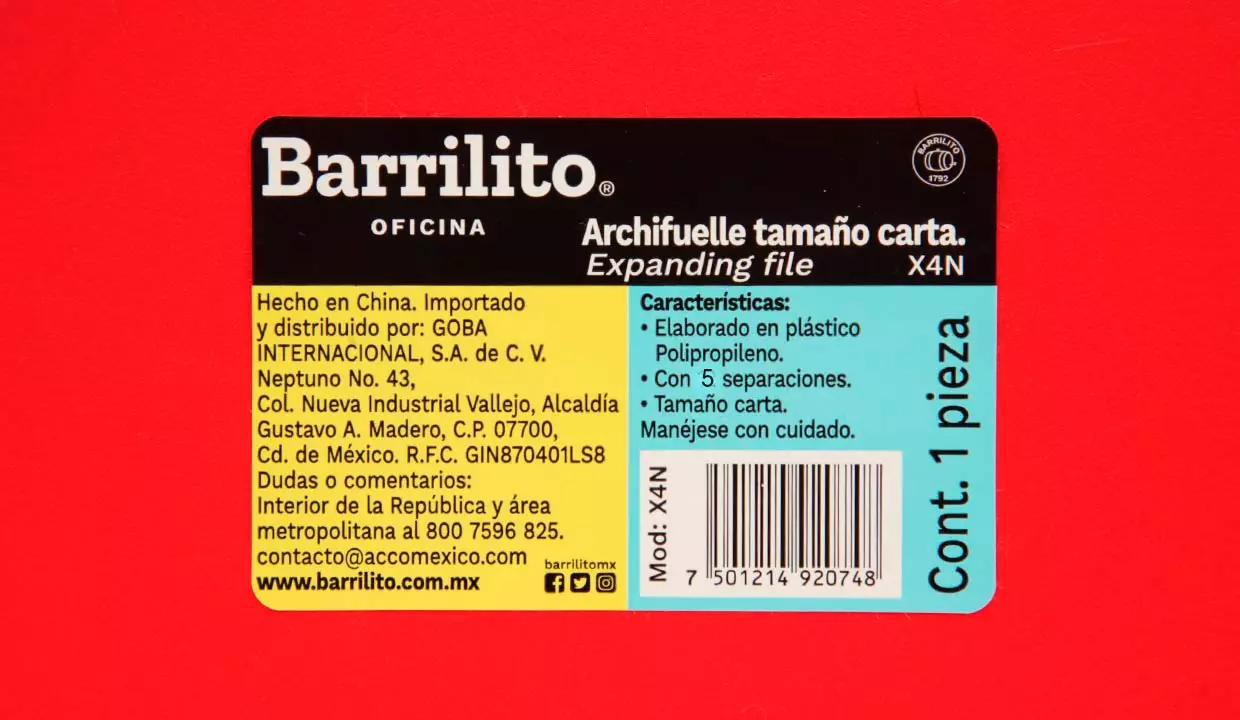 Barrilito®
OFICINA
BARRILITO
1792
Archifuelle tamaño carta.
Expanding file X4N
Hecho en China. Importado
y distribuido por: GOBA
INTERNACIONAL, S.A. de C. V.
Neptuno No. 43,
Col. Nueva Industrial Vallejo, Alcaldía
Gustavo A. Madero, C.P. 07700,
Cd. de México. R.F.C. GIN870401LS8
Dudas o comentarios:
Interior de la República y área
metropolitana al 800 7596 825.
contacto@accomexico.com
www.barrilito.com.mx
barrilitomx
Características:
• Elaborado en plástico
Polipropileno.
• Con 5 separaciones.
• Tamaño carta.
Manéjese con cuidado.
Mod: X4N
7 501214 920748
Cont. 1 pieza